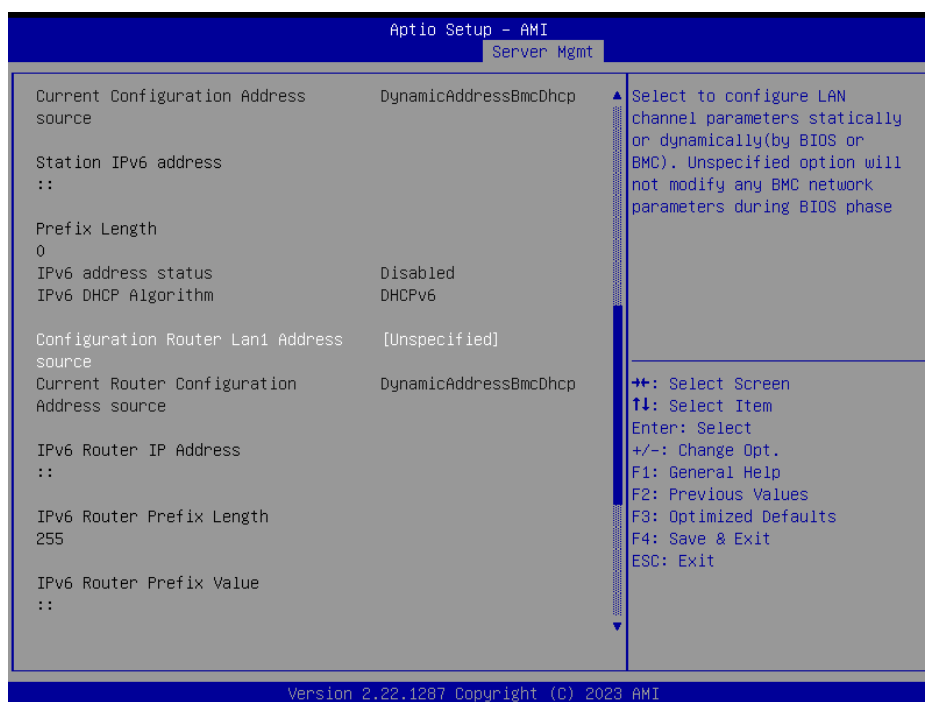 Aptio Setup – AMI
Server Mgmt
Current Configuration Address DynamicAddressBmcDhcp
source
Station IPv6 address
::
Prefix Length
0
IPv6 address status Disabled
IPv6 DHCP Algorithm DHCPv6
Configuration Router Lan1 Address [Unspecified]
source
Current Router Configuration DynamicAddressBmcDhcp
Address source
IPv6 Router IP Address
::
IPv6 Router Prefix Length
255
IPv6 Router Prefix Value
::
Select to configure LAN
channel parameters statically
or dynamically(by BIOS or
BMC). Unspecified option will
not modify any BMC network
parameters during BIOS phase
→←: Select Screen
↑↓: Select Item
Enter: Select
+/-: Change Opt.
F1: General Help
F2: Previous Values
F3: Optimized Defaults
F4: Save & Exit
ESC: Exit
Version 2.22.1287 Copyright (C) 2023 AMI